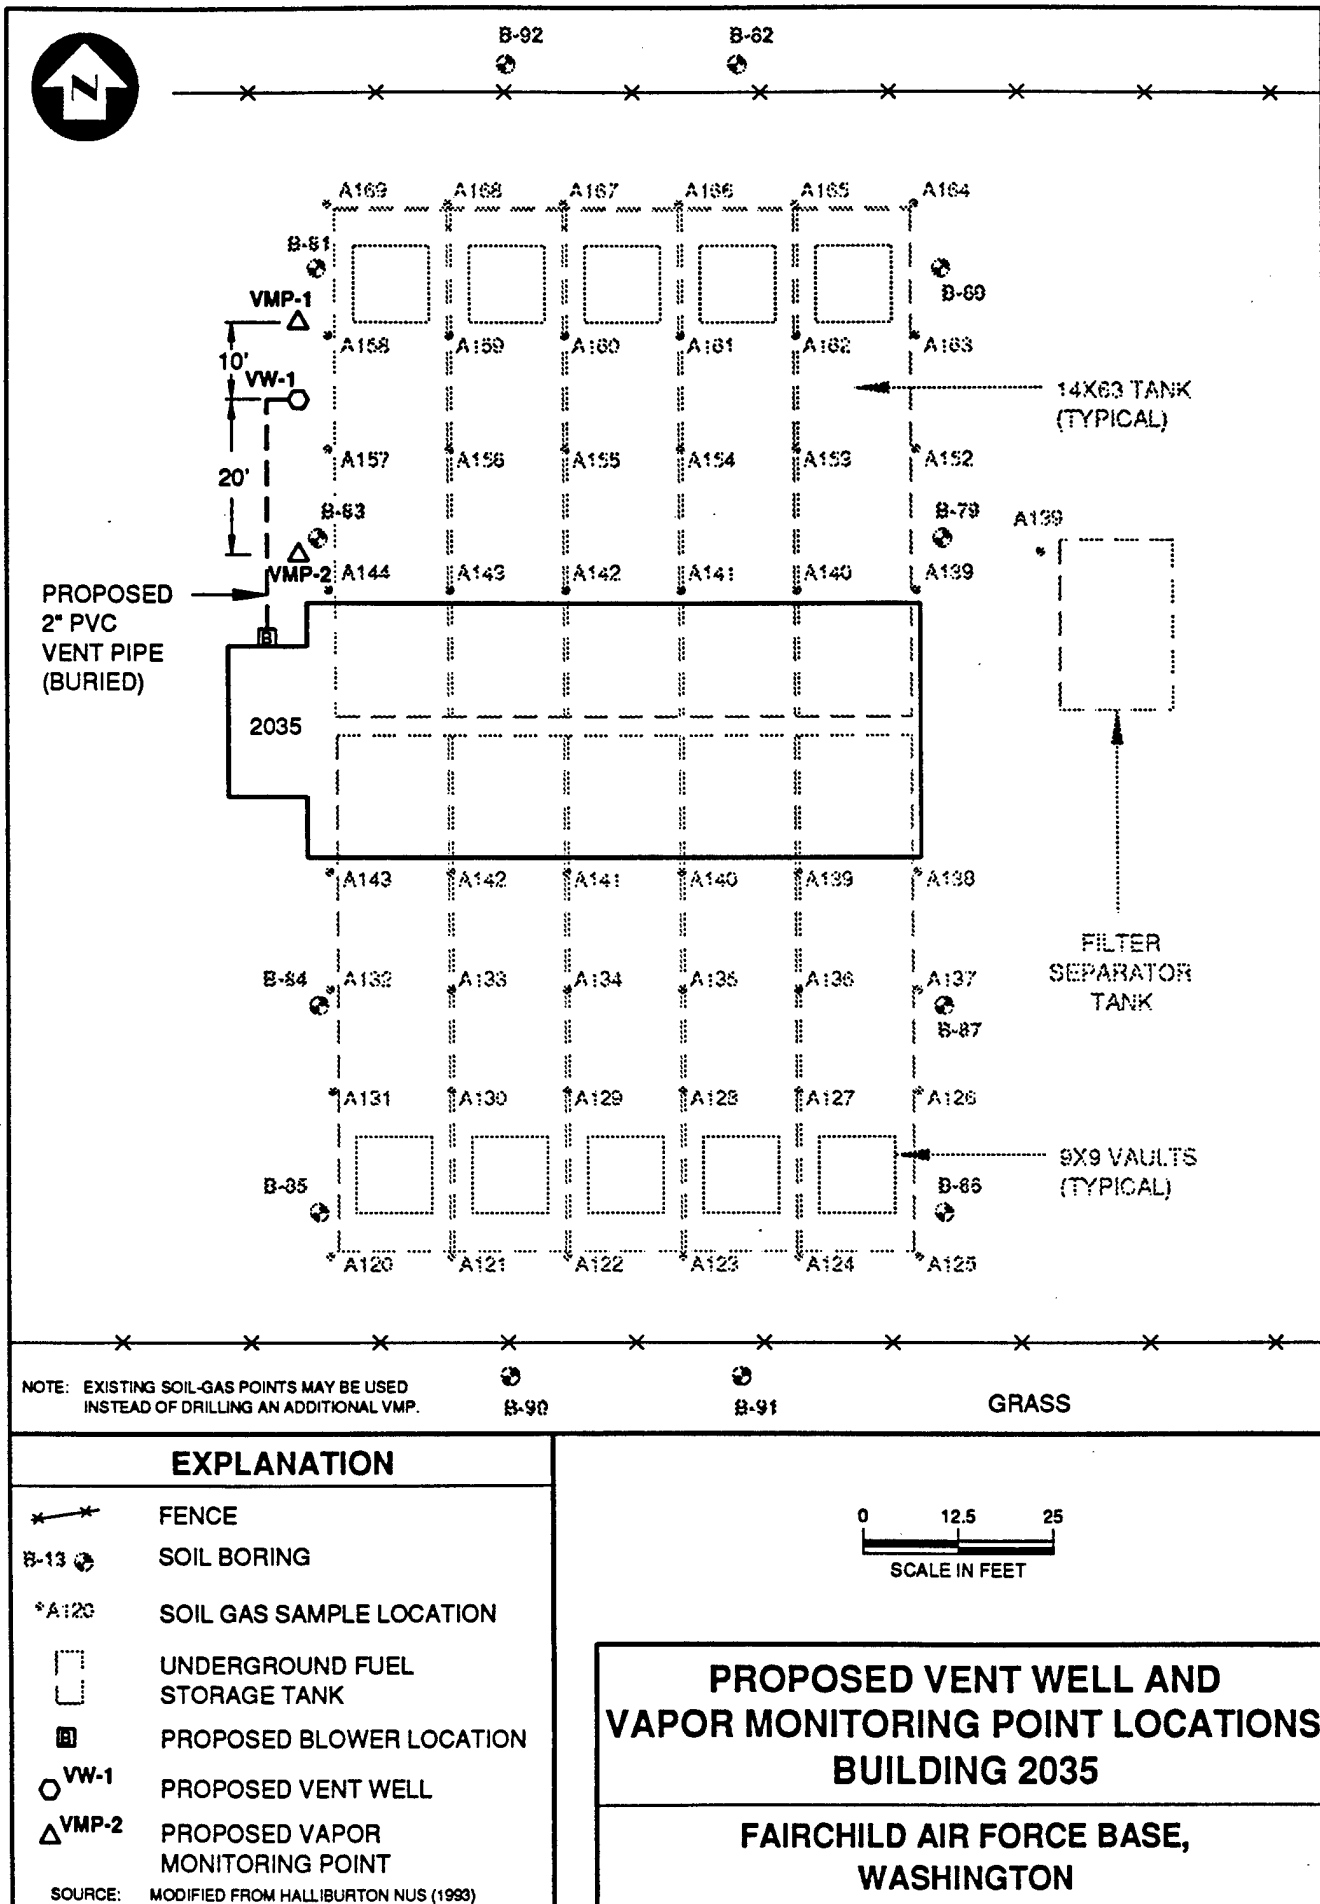 B-92
B-82
N
A169
A168
A167
A166
A165
A164
B-81
B-80
VMP-1
A158
A159
A160
A161
A162
A163
10'
VW-1
14X63 TANK
(TYPICAL)
A157
A156
A155
A154
A153
A152
20'
B-83
B-79
A139
VMP-2
A144
A143
A142
A141
A140
A139
PROPOSED
2" PVC
VENT PIPE
(BURIED)
B
2035
A143
A142
A141
A140
A139
A138
FILTER
SEPARATOR
TANK
B-84
A132
A133
A134
A135
A136
A137
B-87
A131
A130
A129
A128
A127
A126
9X9 VAULTS
(TYPICAL)
B-85
B-86
A120
A121
A122
A123
A124
A125
NOTE: EXISTING SOIL-GAS POINTS MAY BE USED
INSTEAD OF DRILLING AN ADDITIONAL VMP.
B-90
B-91
GRASS
EXPLANATION
FENCE
B-13 SOIL BORING
A120 SOIL GAS SAMPLE LOCATION
UNDERGROUND FUEL
STORAGE TANK
B PROPOSED BLOWER LOCATION
VW-1 PROPOSED VENT WELL
VMP-2 PROPOSED VAPOR
MONITORING POINT
SOURCE: MODIFIED FROM HALLIBURTON NUS (1993)
0 12.5 25
SCALE IN FEET
PROPOSED VENT WELL AND
VAPOR MONITORING POINT LOCATIONS
BUILDING 2035
FAIRCHILD AIR FORCE BASE,
WASHINGTON